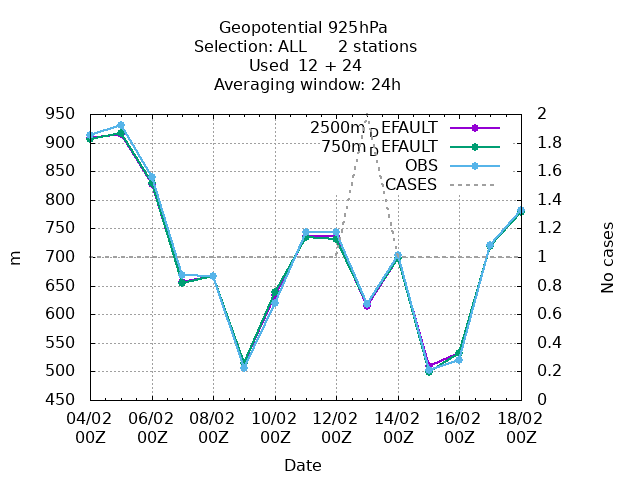 Geopotential 925hPa
Selection: ALL      2 stations
Used  12 + 24
Averaging window: 24h
2500m_DEFAULT
750m_DEFAULT
OBS
CASES
950
900
850
800
750
700
650
600
550
500
450
2
1.8
1.6
1.4
1.2
1
0.8
0.6
0.4
0.2
0
m
No cases
04/02 06/02 08/02 10/02 12/02 14/02 16/02 18/02
00Z 00Z 00Z 00Z 00Z 00Z 00Z 00Z
Date